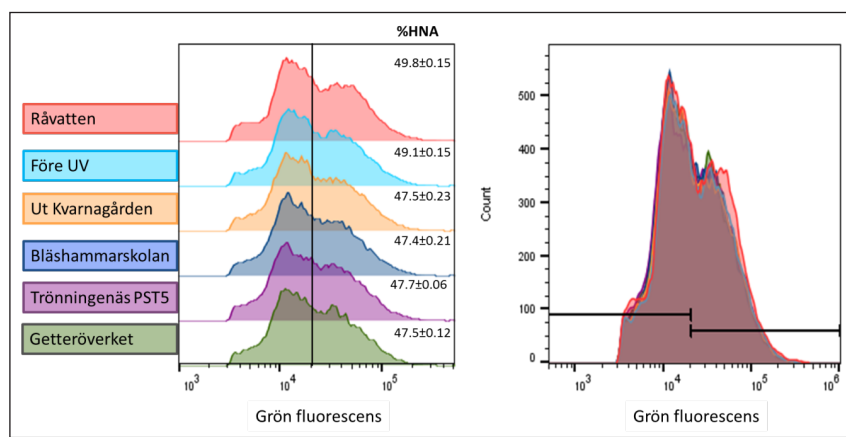 %HNA
49.8±0.15
Råvatten
49.1±0.15
Före UV
47.5±0.23
Ut Kvarnagården
47.4±0.21
Bläshammarskolan
47.7±0.06
Trönningenäs PST5
47.5±0.12
Getteröverket
10³ 10⁴ 10⁵
Grön fluorescens
500
400
300
200
100
0
Count
10³ 10⁴ 10⁵ 10⁶
Grön fluorescens